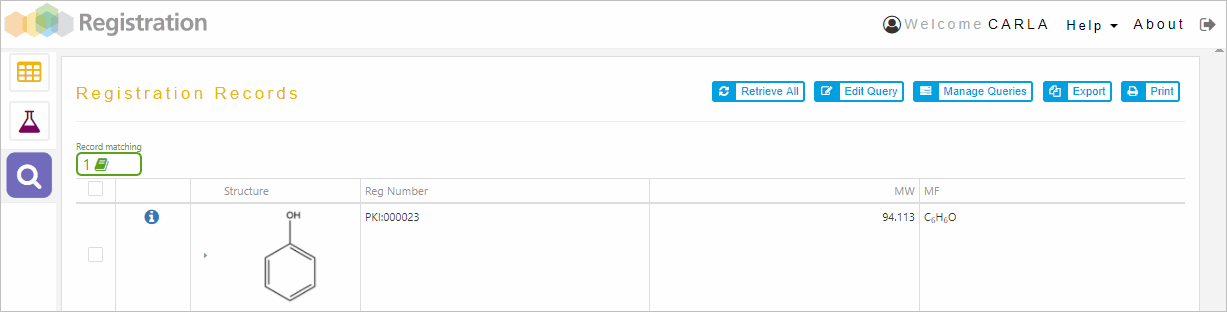 Registration
Welcome CARLA Help About
Registration Records
Retrieve All Edit Query Manage Queries Export Print
Record matching
1
Structure Reg Number MW MF
OH
PKI:000023 94.113 C₆H₆O